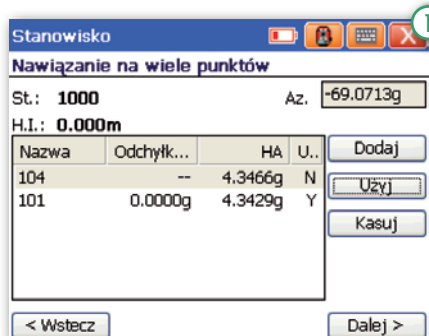 Stanowisko
1
Nawiązanie na wiele punktów
St.: 1000 Az. -69.0713g
H.I.: 0.000m
Nazwa Odchyłk... HA U..
104 -- 4.3466g N
101 0.0000g 4.3429g Y
Dodaj
Użyj
Kasuj
< Wstecz Dalej >